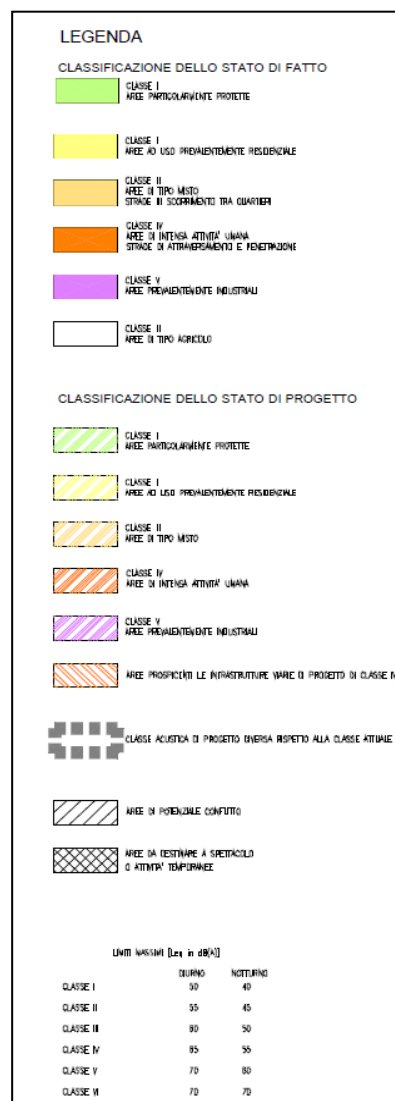 LEGENDA
CLASSIFICAZIONE DELLO STATO DI FATTO
CLASSE I
AREE PARTICOLARMENTE PROTETTE
CLASSE I
AREE AD USO PREVALENTEMENTE RESIDENZIALE
CLASSE II
AREE DI TIPO MISTO
STRADE DI SCORRIMENTO TRA QUARTIERI
CLASSE IV
AREE DI INTENSA ATTIVITA' UMANA
STRADE DI ATTRAVERSAMENTO E PENETRAZIONE
CLASSE V
AREE PREVALENTEMENTE INDUSTRIALI
CLASSE II
AREE DI TIPO AGRICOLO
CLASSIFICAZIONE DELLO STATO DI PROGETTO
CLASSE I
AREE PARTICOLARMENTE PROTETTE
CLASSE I
AREE AD USO PREVALENTEMENTE RESIDENZIALE
CLASSE II
AREE DI TIPO MISTO
CLASSE IV
AREE DI INTENSA ATTIVITA' UMANA
CLASSE V
AREE PREVALENTEMENTE INDUSTRIALI
AREE PROSPICIENTI LE INFRASTRUTTURE VIARIE DI PROGETTO DI CLASSE IV
CLASSE ACUSTICA DI PROGETTO DIVERSA RISPETTO ALLA CLASSE ATTUALE
AREE DI POTENZIALE CONFLITTO
AREE DA DESTINARE A SPETTACOLO
O ATTIVITA' TEMPORANEE
LIMITI MASSIMI [Leq in dB(A)]
DIURNO NOTTURNO
CLASSE I 50 40
CLASSE II 55 45
CLASSE III 60 50
CLASSE IV 65 55
CLASSE V 70 60
CLASSE VI 70 70